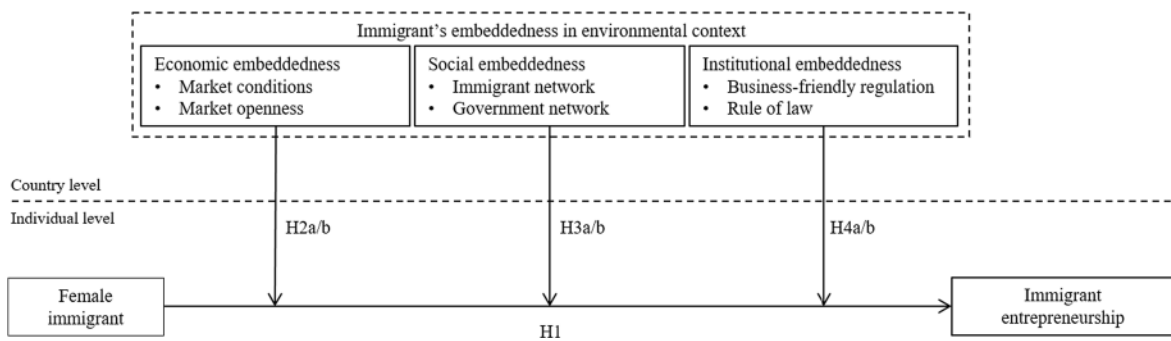 Immigrant's embeddedness in environmental context
Economic embeddedness
• Market conditions
• Market openness
Social embeddedness
• Immigrant network
• Government network
Institutional embeddedness
• Business-friendly regulation
• Rule of law
Country level
Individual level
H2a/b
H3a/b
H4a/b
Female
immigrant
H1
Immigrant
entrepreneurship